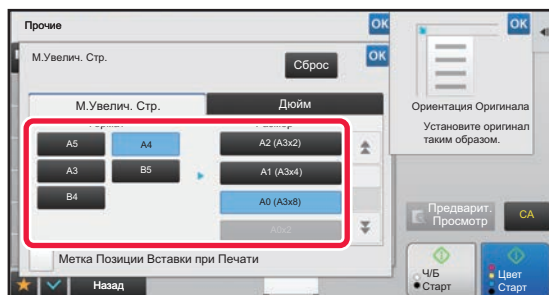 Прочие
OK
OK
М.Увелич. Стр.
Сброс
OK
М.Увелич. Стр.
Дюйм
A5
A4
A2 (A3x2)
A3
B5
A1 (A3x4)
B4
A0 (A3x8)
A0x2
Метка Позиции Вставки при Печати
Назад
Ориентация Оригинала
Установите оригинал
таким образом.
Предварит.
Просмотр
CA
Ч/Б
Старт
Цвет
Старт